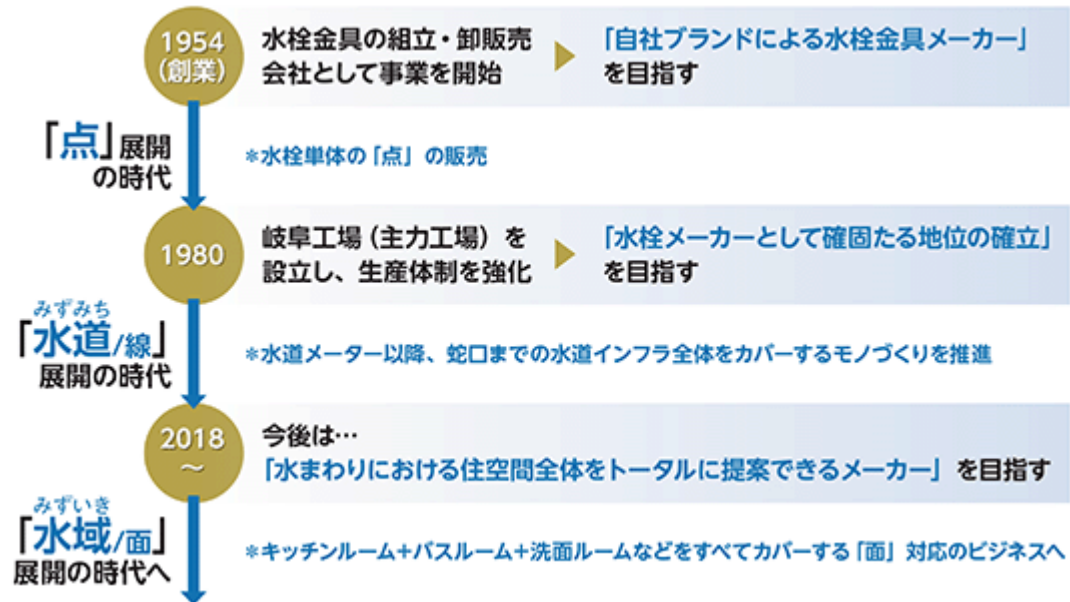 1954
(創業)
水栓金具の組立・卸販売
会社として事業を開始
「自社ブランドによる水栓金具メーカー」
を目指す
「点」展開
の時代
*水栓単体の「点」の販売
1980
岐阜工場(主力工場)を
設立し、生産体制を強化
「水栓メーカーとして確固たる地位の確立」
を目指す
みずみち
「水道/線」
展開の時代
*水道メーター以降、蛇口までの水道インフラ全体をカバーするモノづくりを推進
2018
~
今後は…
「水まわりにおける住空間全体をトータルに提案できるメーカー」を目指す
みずいき
「水域/面」
展開の時代へ
*キッチンルーム+バスルーム+洗面ルームなどをすべてカバーする「面」対応のビジネスへ